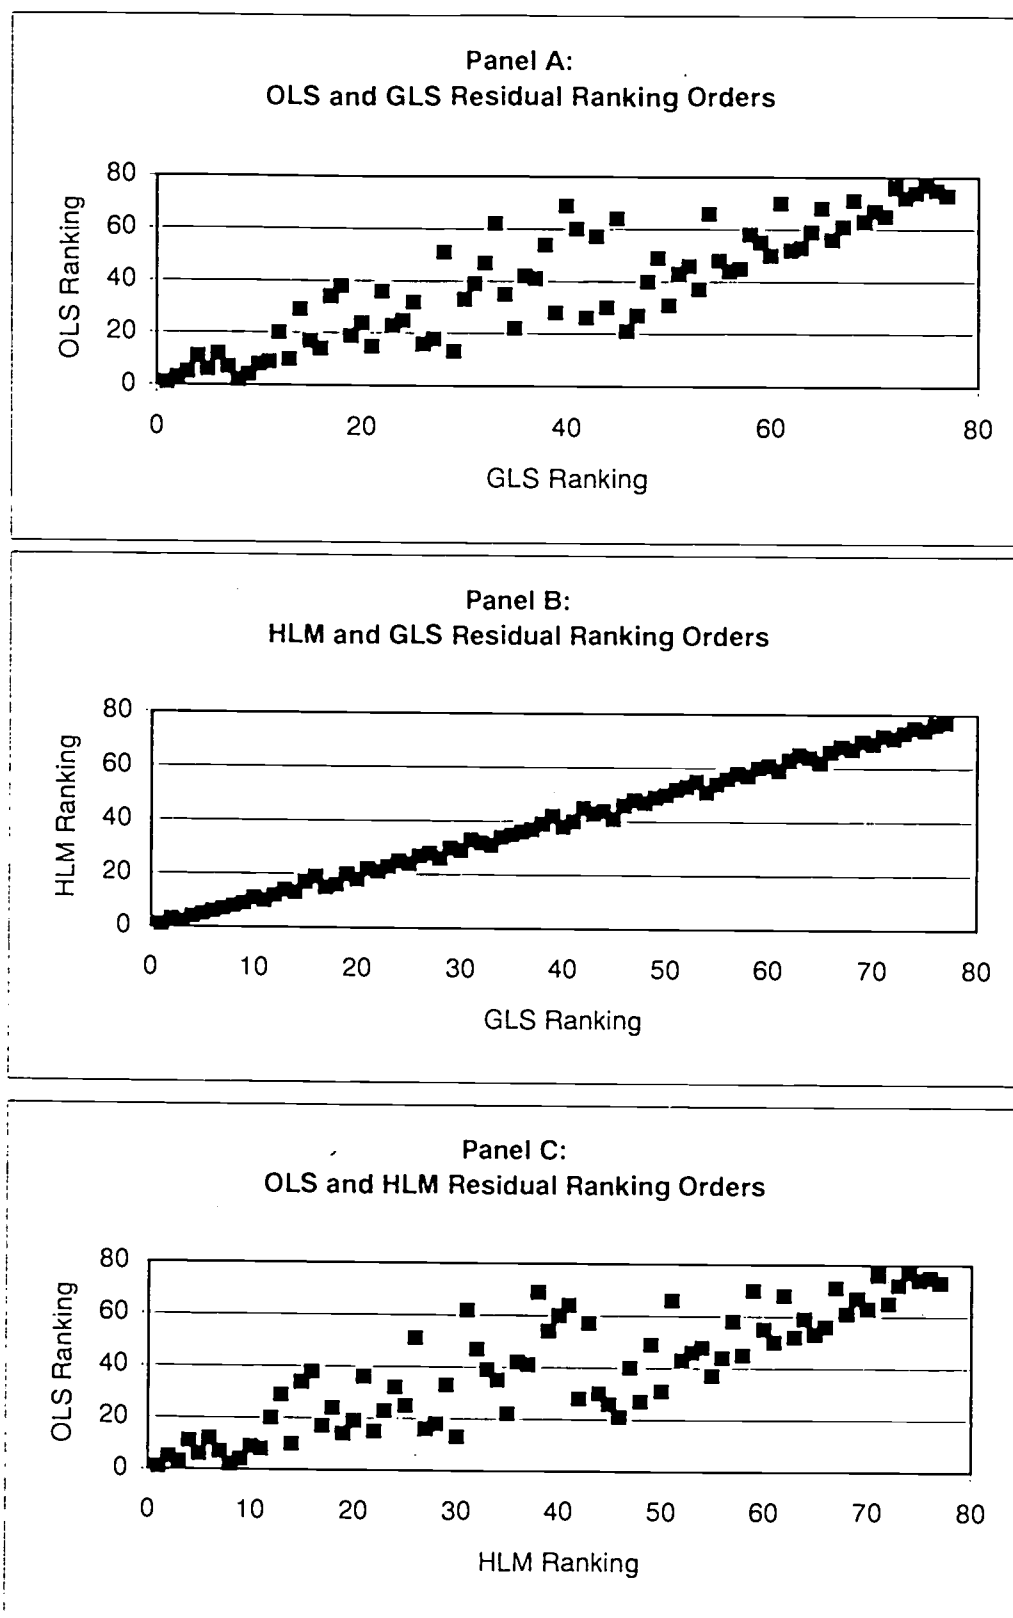 Panel A:
OLS and GLS Residual Ranking Orders
80
60
40
20
0
OLS Ranking
0 20 40 60 80
GLS Ranking
Panel B:
HLM and GLS Residual Ranking Orders
80
60
40
20
0
HLM Ranking
0 10 20 30 40 50 60 70 80
GLS Ranking
Panel C:
OLS and HLM Residual Ranking Orders
80
60
40
20
0
OLS Ranking
0 10 20 30 40 50 60 70 80
HLM Ranking